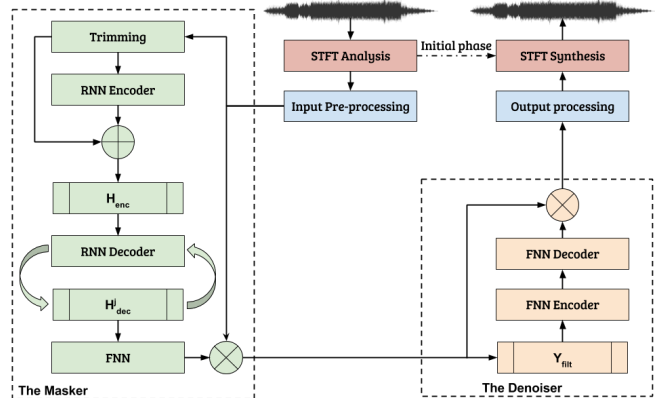 Trimming
RNN Encoder
H_enc
RNN Decoder
H^j_dec
FNN
The Masker
STFT Analysis
Initial phase
STFT Synthesis
Input Pre-processing
Output processing
FNN Decoder
FNN Encoder
Y_filt
The Denoiser